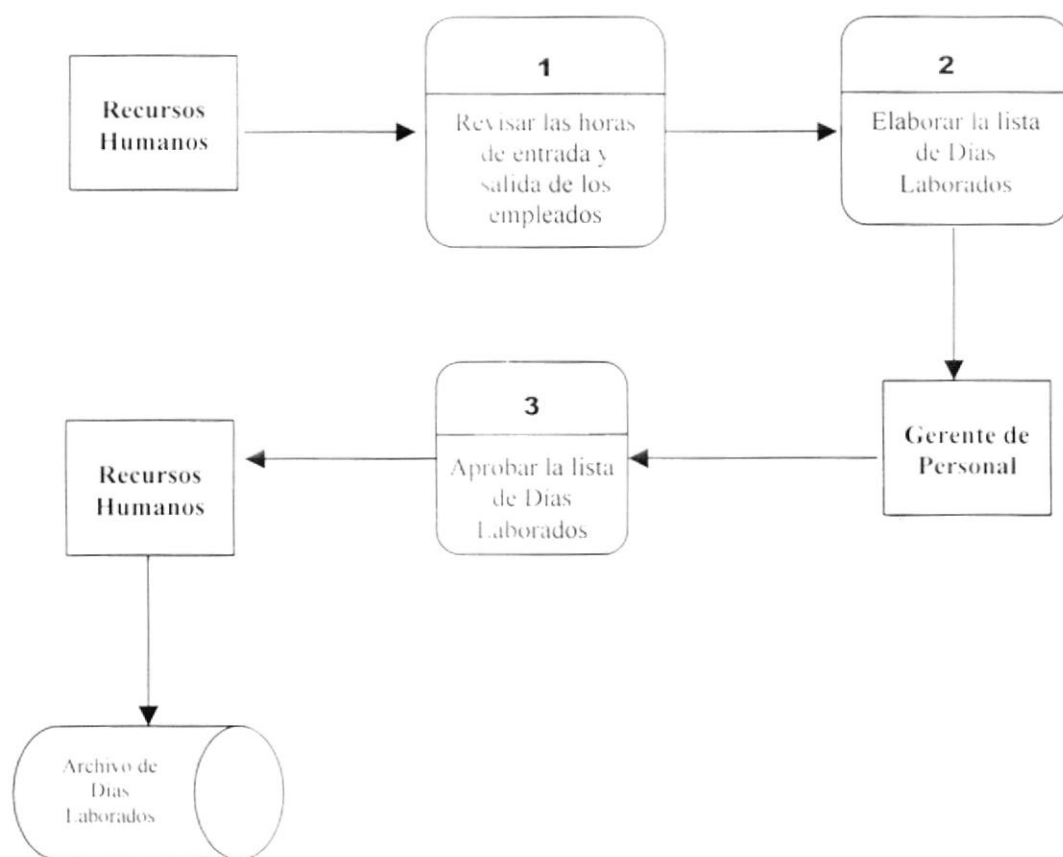 Recursos
Humanos
1
Revisar las horas
de entrada y
salida de los
empleados
2
Elaborar la lista
de Días
Laborados
Gerente de
Personal
3
Aprobar la lista
de Días
Laborados
Recursos
Humanos
Archivo de
Días
Laborados